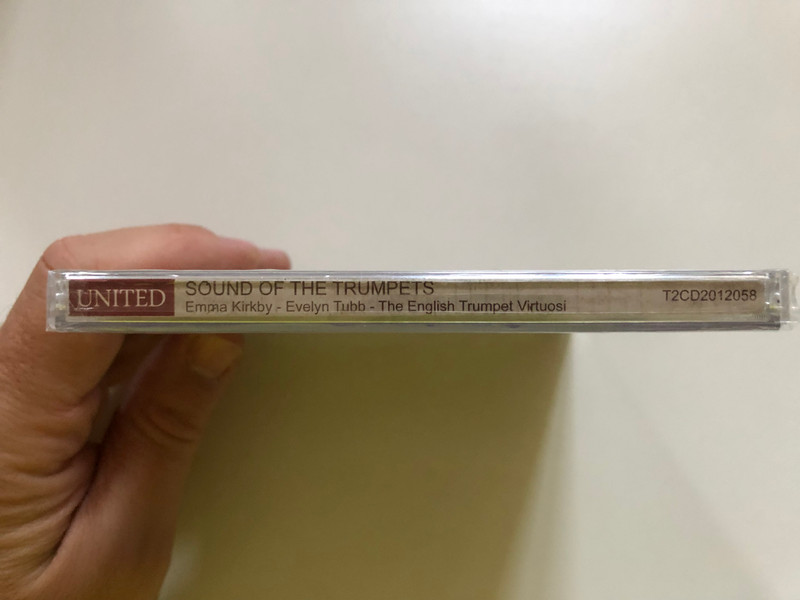 UNITED
SOUND OF THE TRUMPETS
Emma Kirkby - Evelyn Tubb - The English Trumpet Virtuosi
T2CD2012058